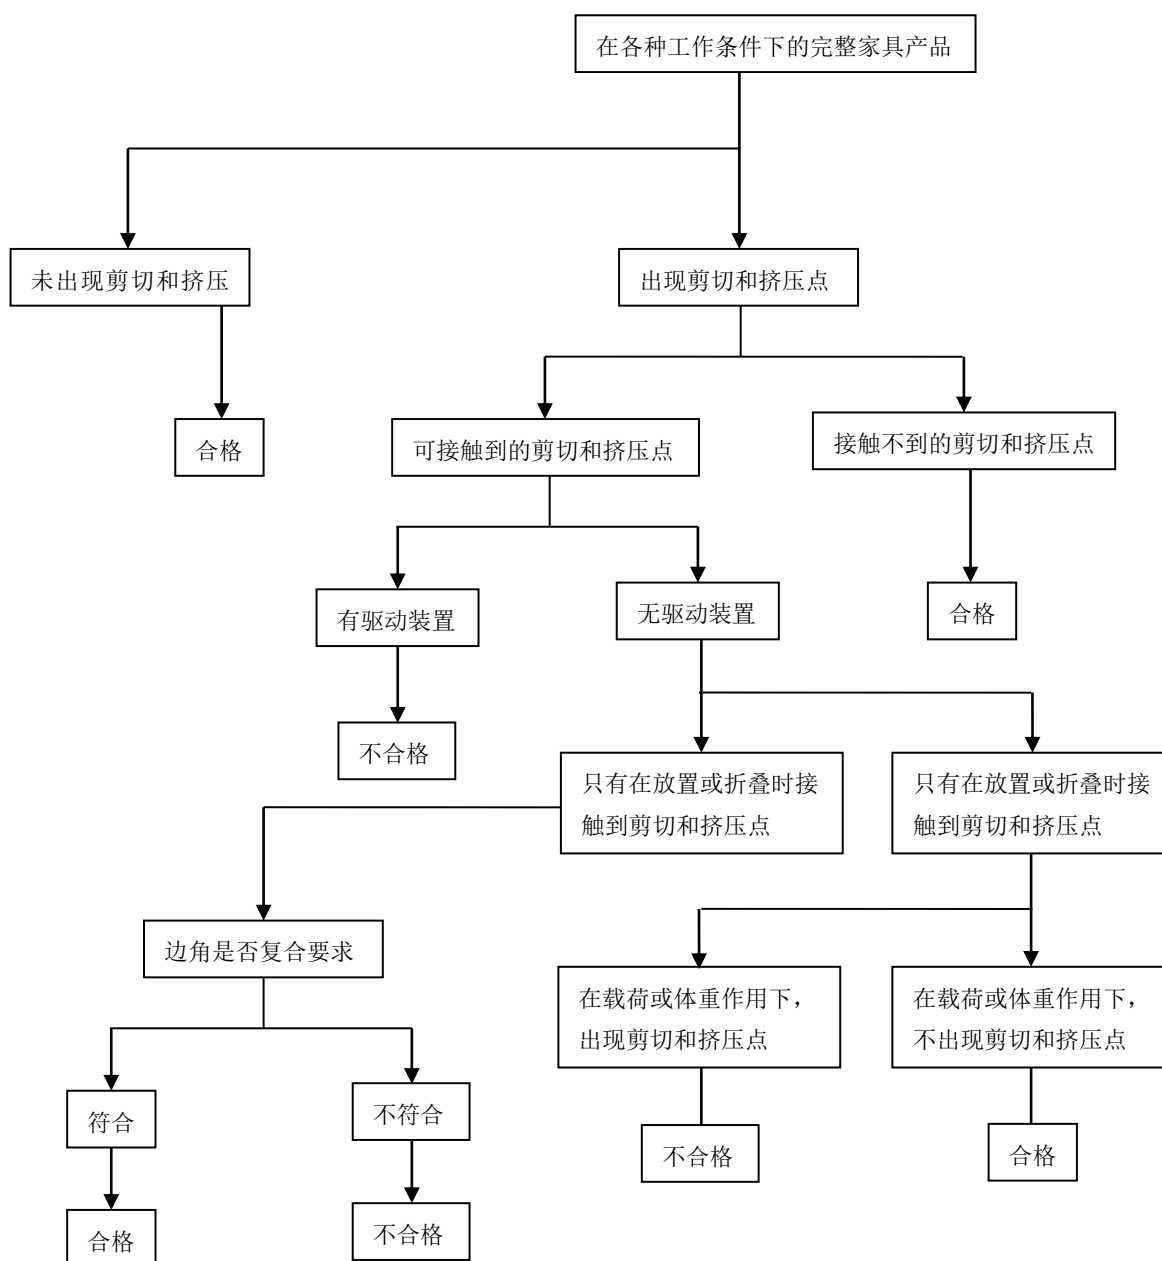 在各种工作条件下的完整家具产品
未出现剪切和挤压
出现剪切和挤压点
合格
可接触到的剪切和挤压点
接触不到的剪切和挤压点
有驱动装置
无驱动装置
合格
不合格
只有在放置或折叠时接
触到剪切和挤压点
只有在放置或折叠时接
触到剪切和挤压点
边角是否复合要求
在载荷或体重作用下，
出现剪切和挤压点
在载荷或体重作用下，
不出现剪切和挤压点
符合
不符合
不合格
合格
合格
不合格